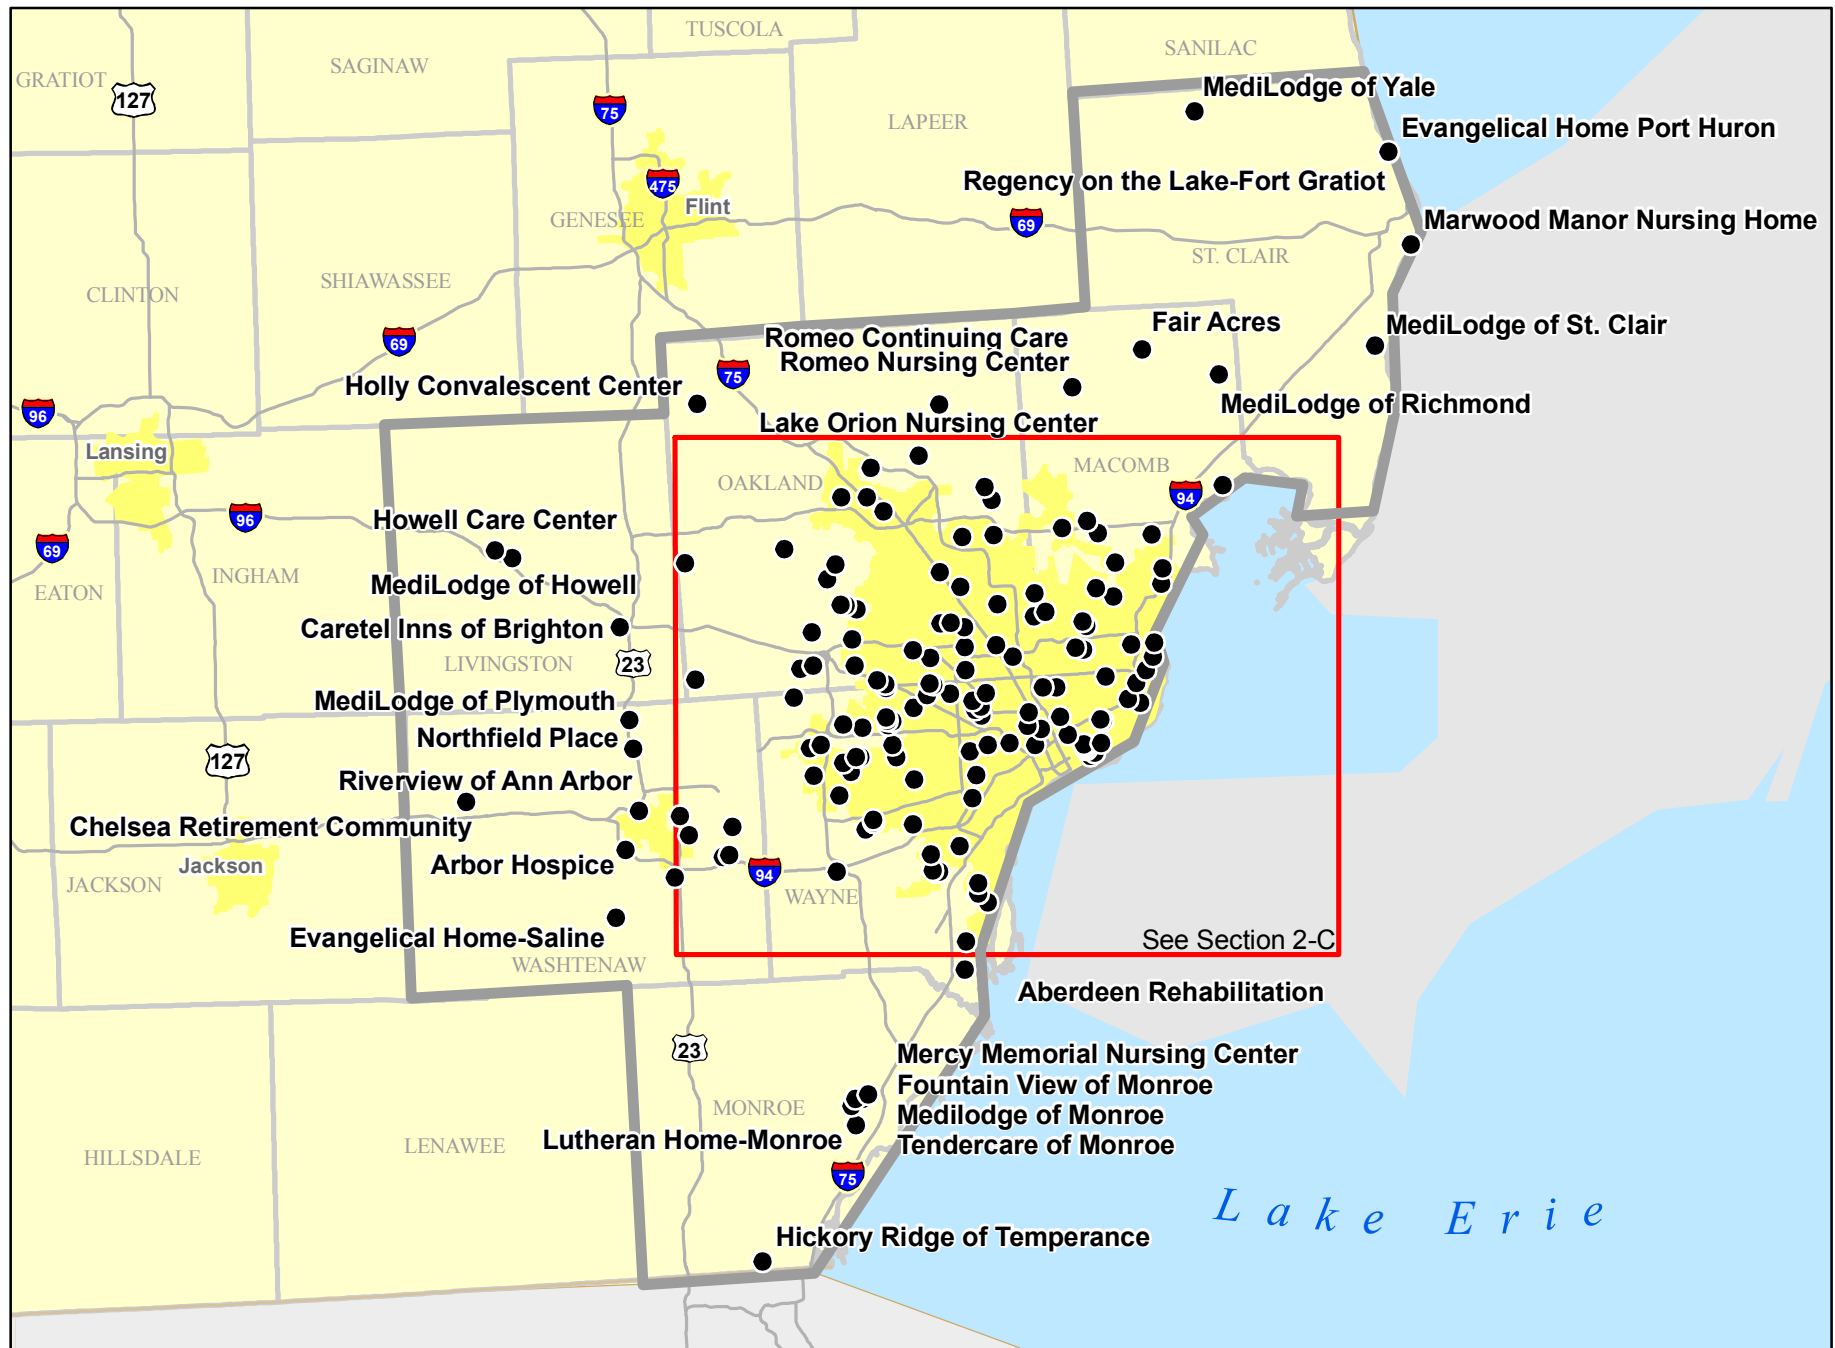 TUSCOLA
SANILAC
SAGINAW
GRATIOT
127
75
MediLodge of Yale
LAPEER
Evangelical Home Port Huron
475
Regency on the Lake-Fort Gratiot
Flint
GENESEE
69
Marwood Manor Nursing Home
ST. CLAIR
SHIAWASSEE
CLINTON
69
Fair Acres
MediLodge of St. Clair
Romeo Continuing Care
Romeo Nursing Center
75
Holly Convalescent Center
96
MediLodge of Richmond
Lake Orion Nursing Center
Lansing
MACOMB
OAKLAND
94
96
Howell Care Center
69
INGHAM
EATON
MediLodge of Howell
Caretel Inns of Brighton
LIVINGSTON
23
MediLodge of Plymouth
Northfield Place
127
Riverview of Ann Arbor
Chelsea Retirement Community
Jackson
Arbor Hospice
94
JACKSON
WAYNE
Evangelical Home-Saline
See Section 2-C
WASHTENAW
Aberdeen Rehabilitation
23
Mercy Memorial Nursing Center
Fountain View of Monroe
MONROE
Medilodge of Monroe
Lutheran Home-Monroe
Tendercare of Monroe
LENAWEE
HILLSDALE
75
Lake Erie
Hickory Ridge of Temperance